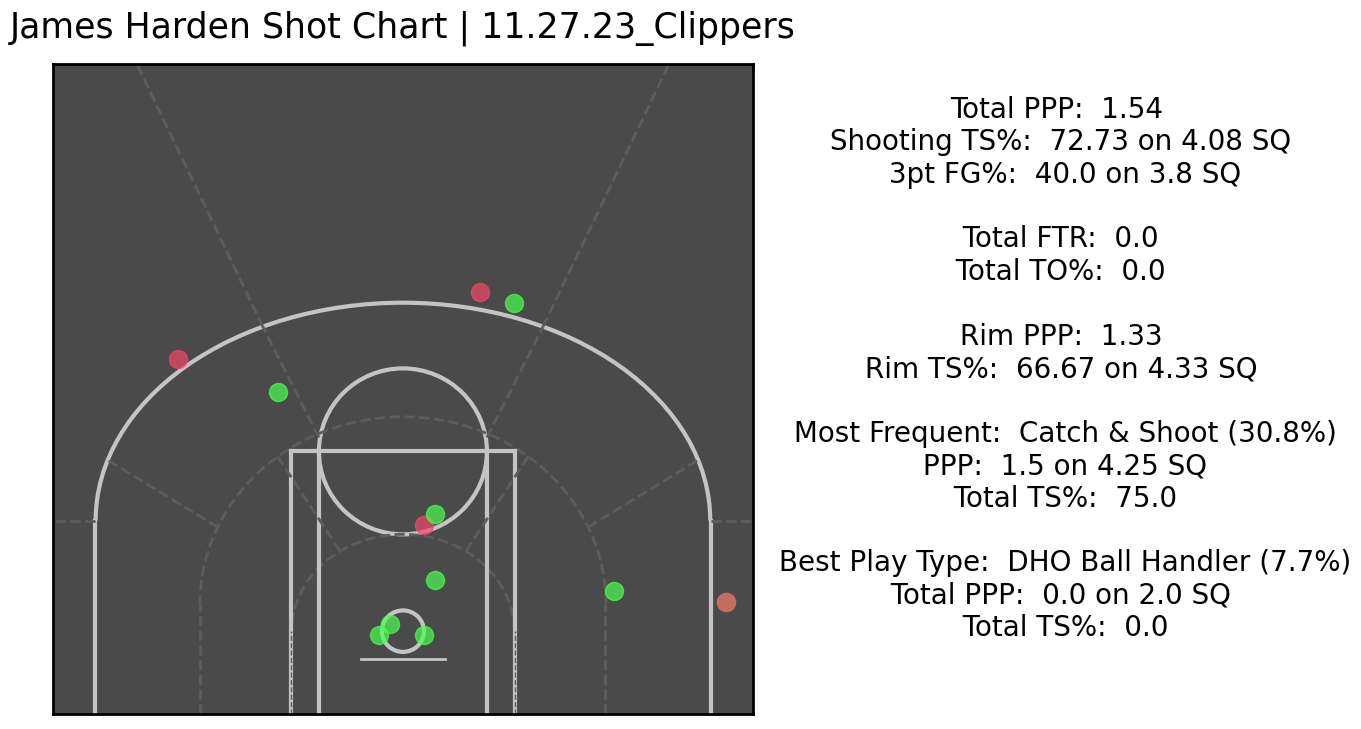 James Harden Shot Chart | 11.27.23_Clippers
Total PPP:  1.54
Shooting TS%:  72.73 on 4.08 SQ
3pt FG%:  40.0 on 3.8 SQ
Total FTR:  0.0
Total TO%:  0.0
Rim PPP:  1.33
Rim TS%:  66.67 on 4.33 SQ
Most Frequent:  Catch & Shoot (30.8%)
PPP:  1.5 on 4.25 SQ
Total TS%:  75.0
Best Play Type:  DHO Ball Handler (7.7%)
Total PPP:  0.0 on 2.0 SQ
Total TS%:  0.0